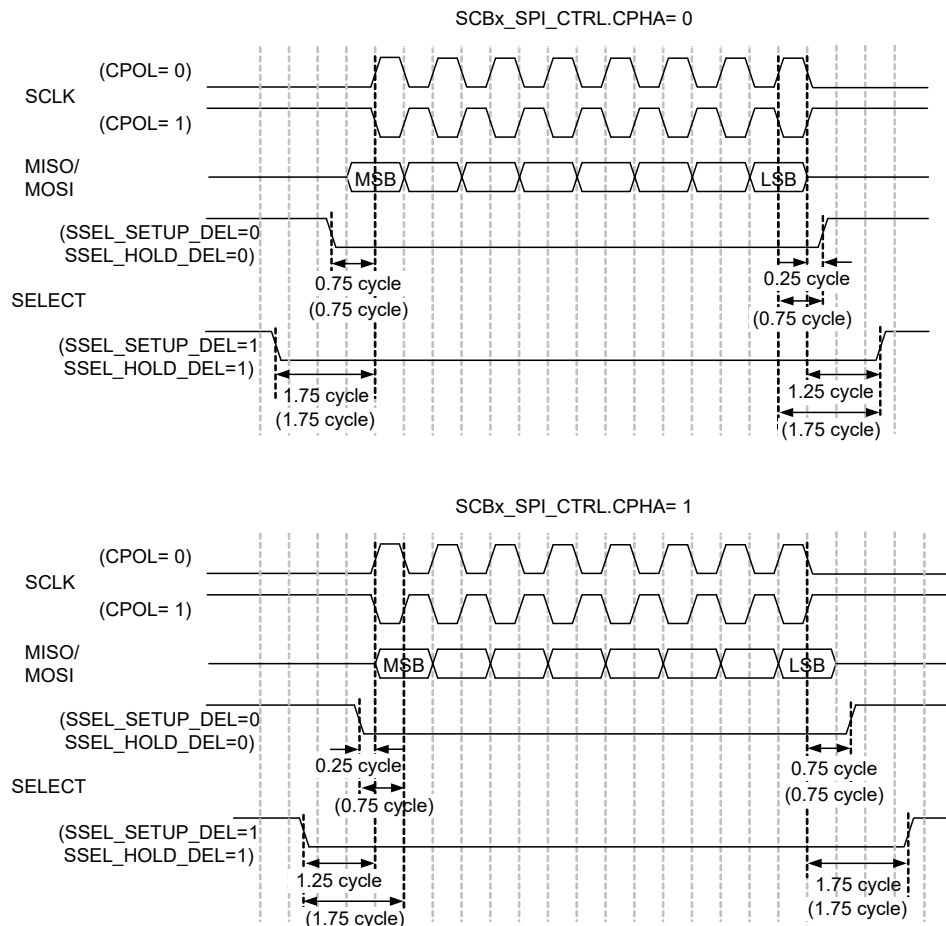 SCBx_SPI_CTRL.CPHA= 0
(CPOL= 0)
SCLK
(CPOL= 1)
MISO/
MOSI
MSB
LSB
(SSEL_SETUP_DEL=0
SSEL_HOLD_DEL=0)
0.75 cycle
(0.75 cycle)
0.25 cycle
(0.75 cycle)
SELECT
(SSEL_SETUP_DEL=1
SSEL_HOLD_DEL=1)
1.75 cycle
(1.75 cycle)
1.25 cycle
(1.75 cycle)
SCBx_SPI_CTRL.CPHA= 1
(CPOL= 0)
SCLK
(CPOL= 1)
MISO/
MOSI
MSB
LSB
(SSEL_SETUP_DEL=0
SSEL_HOLD_DEL=0)
0.25 cycle
(0.75 cycle)
0.75 cycle
(0.75 cycle)
SELECT
(SSEL_SETUP_DEL=1
SSEL_HOLD_DEL=1)
1.25 cycle
(1.75 cycle)
1.75 cycle
(1.75 cycle)